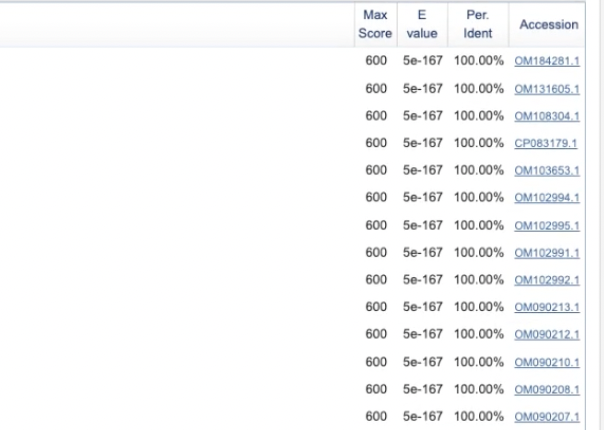 Max Score E value Per. Ident Accession
600 5e-167 100.00% OM184281.1
600 5e-167 100.00% OM131605.1
600 5e-167 100.00% OM108304.1
600 5e-167 100.00% CP083179.1
600 5e-167 100.00% OM103653.1
600 5e-167 100.00% OM102994.1
600 5e-167 100.00% OM102995.1
600 5e-167 100.00% OM102991.1
600 5e-167 100.00% OM102992.1
600 5e-167 100.00% OM090213.1
600 5e-167 100.00% OM090212.1
600 5e-167 100.00% OM090210.1
600 5e-167 100.00% OM090208.1
600 5e-167 100.00% OM090207.1